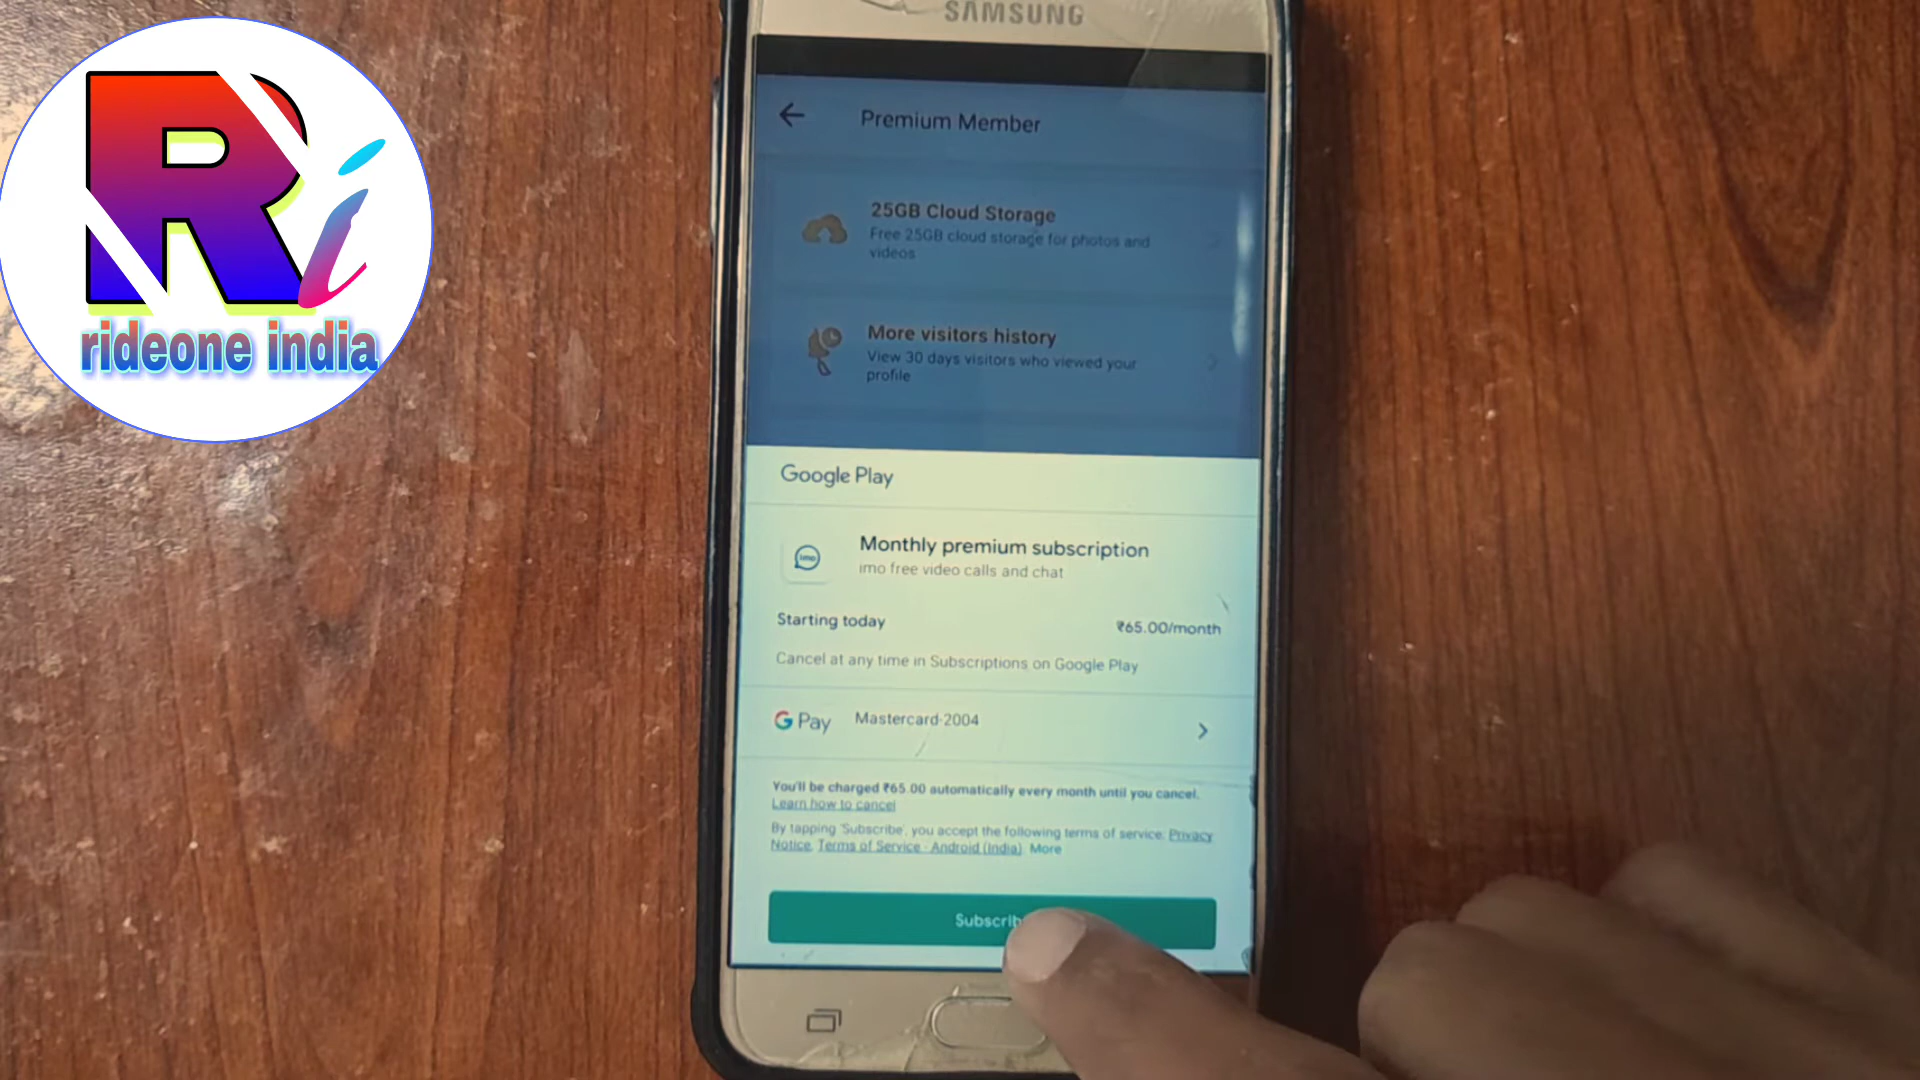 SAMSUNG
Premium Member
25GB Cloud Storage
Free 25GB cloud storage for photos and
videos
More visitors history
View 30 days visitors who viewed your
profile
Google Play
imo
Monthly premium subscription
imo free video calls and chat
Starting today
₹65.00/month
Cancel at any time in Subscriptions on Google Play
G Pay
Mastercard-2004
You'll be charged ₹65.00 automatically every month until you cancel.
Learn how to cancel
By tapping 'Subscribe', you accept the following terms of service: Privacy
Notice, Terms of Service - Android (India). More
Subscrib
Ri
rideone india